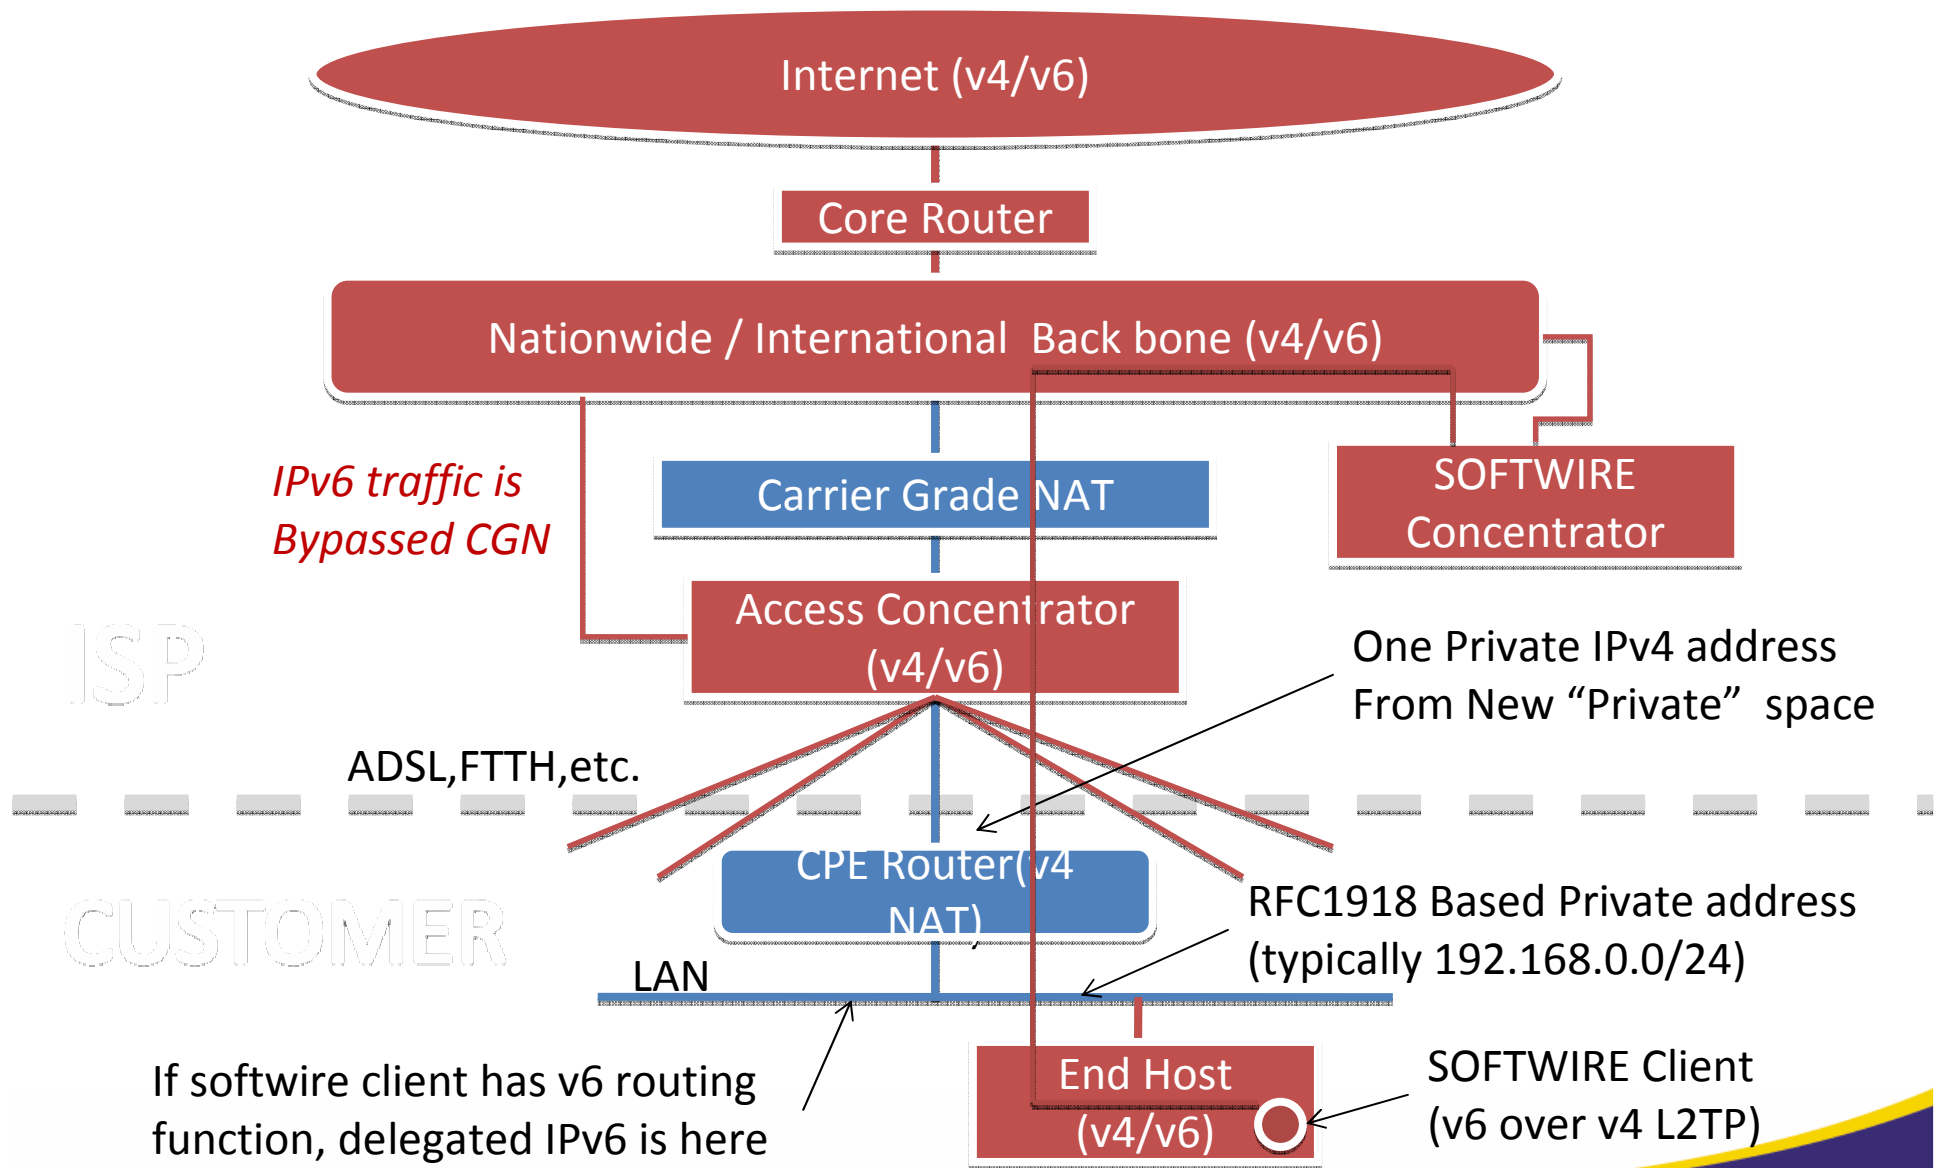 Internet (v4/v6)
Core Router
Nationwide / International Back bone (v4/v6)
IPv6 traffic is
Bypassed CGN
Carrier Grade NAT
SOFTWIRE
Concentrator
Access Concentrator
(v4/v6)
ISP
One Private IPv4 address
From New “Private” space
ADSL,FTTH,etc.
CPE Router(v4
NAT)
CUSTOMER
RFC1918 Based Private address
(typically 192.168.0.0/24)
LAN
If softwire client has v6 routing
function, delegated IPv6 is here
End Host
(v4/v6)
SOFTWIRE Client
(v6 over v4 L2TP)